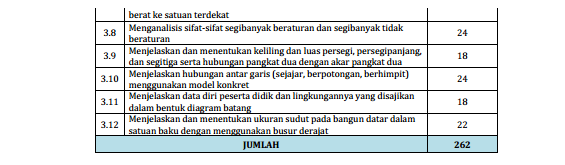 berat ke satuan terdekat
3.8 Menganalisis sifat-sifat segibanyak beraturan dan segibanyak tidak 24
beraturan
3.9 Menjelaskan dan menentukan keliling dan luas persegi, persegipanjang, 18
dan segitiga serta hubungan pangkat dua dengan akar pangkat dua
3.10 Menjelaskan hubungan antar garis (sejajar, berpotongan, berhimpit) 24
menggunakan model konkret
3.11 Menjelaskan data diri peserta didik dan lingkungannya yang disajikan 18
dalam bentuk diagram batang
3.12 Menjelaskan dan menentukan ukuran sudut pada bangun datar dalam 22
satuan baku dengan menggunakan busur derajat
JUMLAH 262